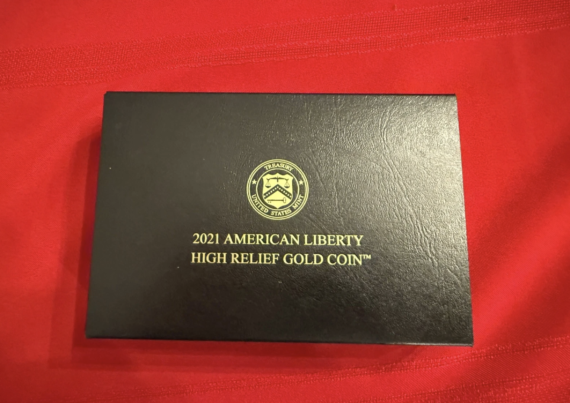 TREASURY
UNITED STATES MINT
2021 AMERICAN LIBERTY
HIGH RELIEF GOLD COIN™